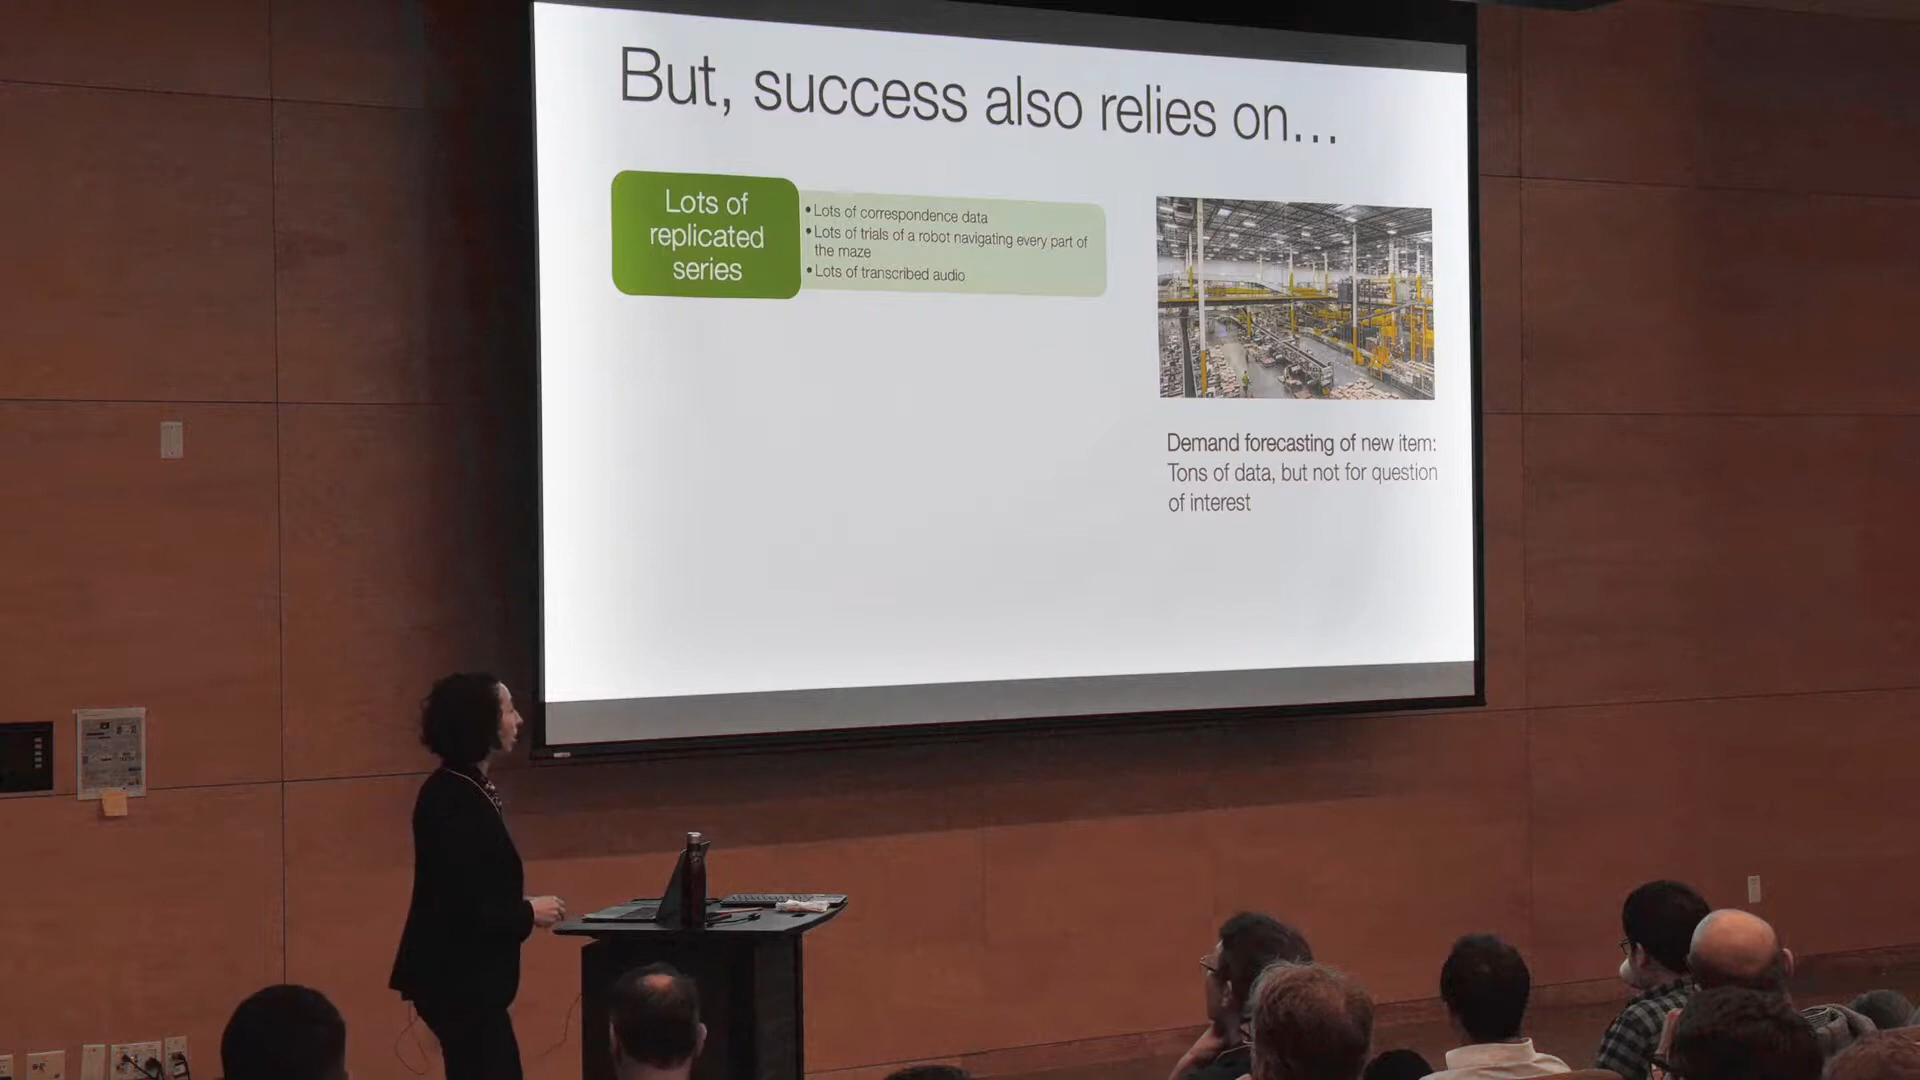 But, success also relies on...
Lots of
replicated
series
• Lots of correspondence data
• Lots of trials of a robot navigating every part of
the maze
• Lots of transcribed audio
Demand forecasting of new item:
Tons of data, but not for question
of interest